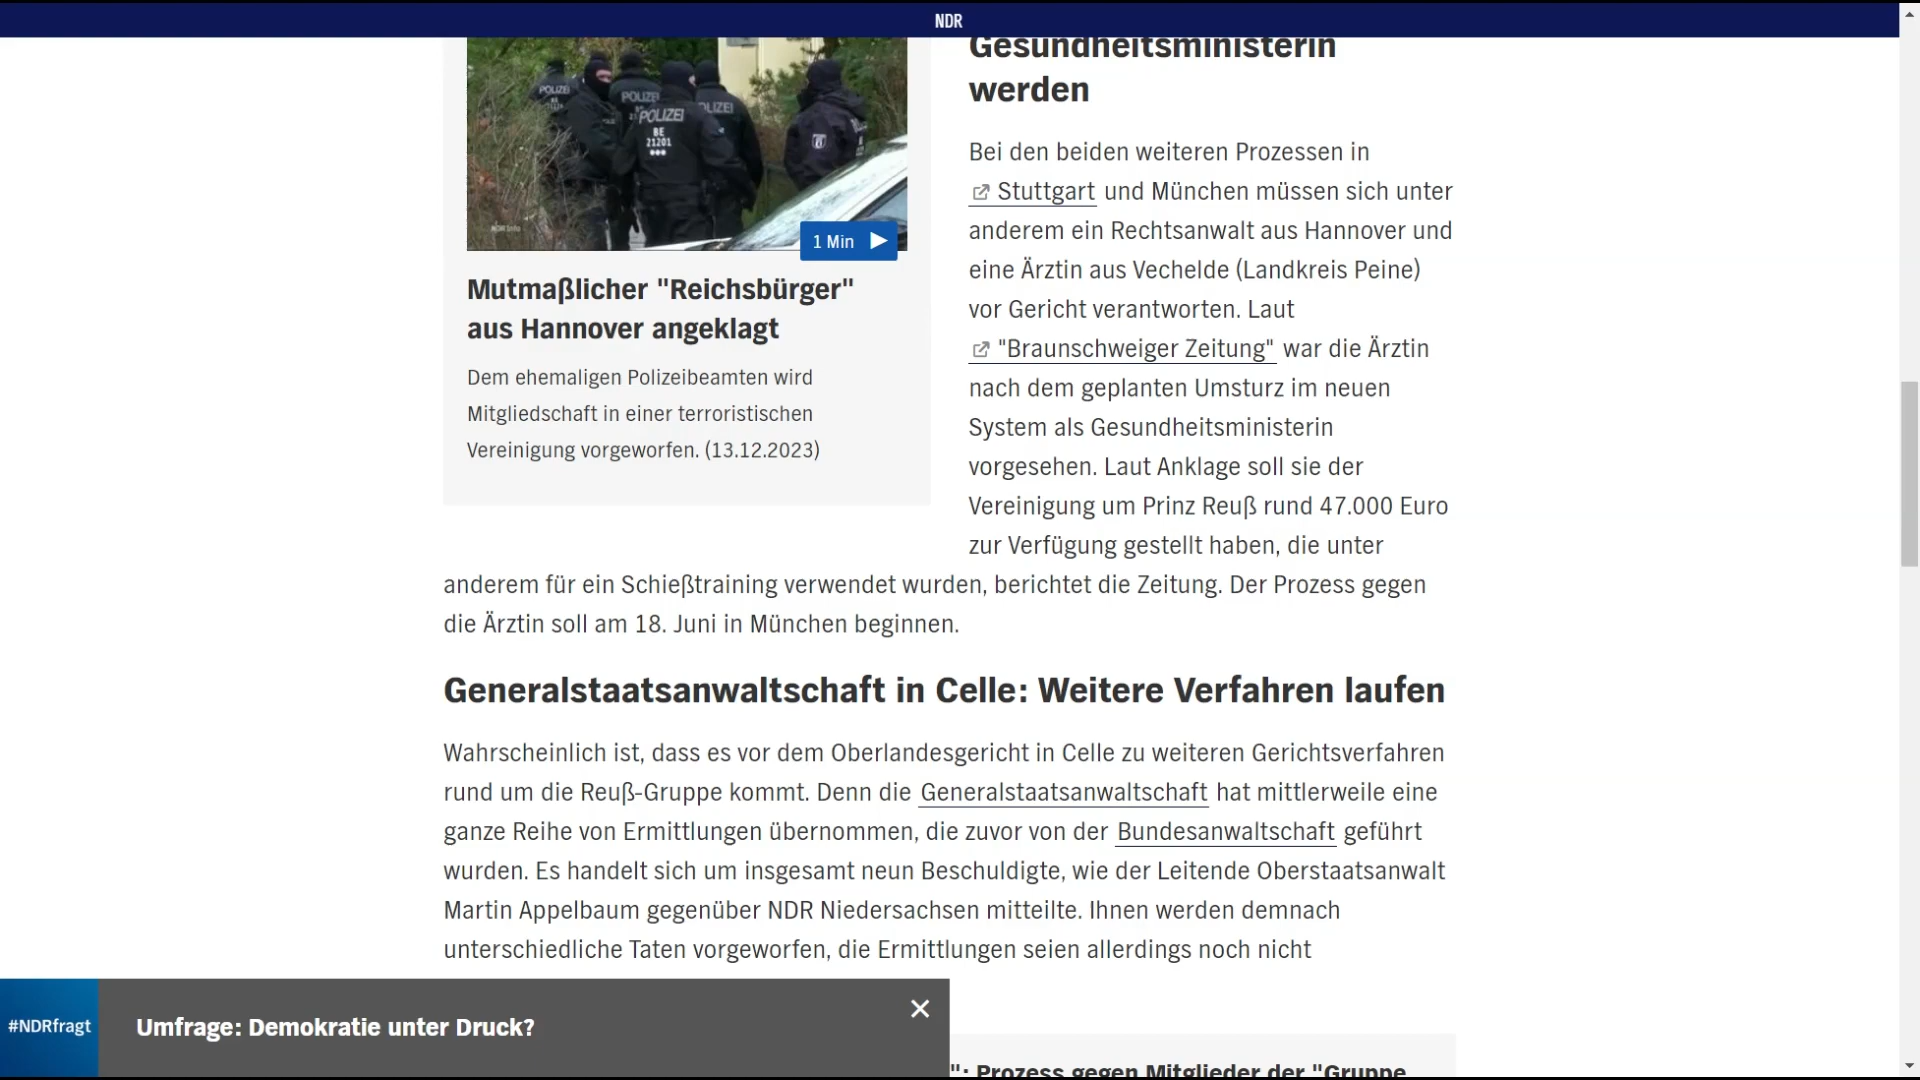 NDR
POLIZEI
POLIZEI
POLIZEI
BE
21201
1 Min
Mutmaßlicher "Reichsbürger"
aus Hannover angeklagt
Dem ehemaligen Polizeibeamten wird
Mitgliedschaft in einer terroristischen
Vereinigung vorgeworfen. (13.12.2023)
Gesundheitsministerin
werden
Bei den beiden weiteren Prozessen in
Stuttgart und München müssen sich unter
anderem ein Rechtsanwalt aus Hannover und
eine Ärztin aus Vechelde (Landkreis Peine)
vor Gericht verantworten. Laut
"Braunschweiger Zeitung" war die Ärztin
nach dem geplanten Umsturz im neuen
System als Gesundheitsministerin
vorgesehen. Laut Anklage soll sie der
Vereinigung um Prinz Reuß rund 47.000 Euro
zur Verfügung gestellt haben, die unter
anderem für ein Schießtraining verwendet wurden, berichtet die Zeitung. Der Prozess gegen
die Ärztin soll am 18. Juni in München beginnen.
Generalstaatsanwaltschaft in Celle: Weitere Verfahren laufen
Wahrscheinlich ist, dass es vor dem Oberlandesgericht in Celle zu weiteren Gerichtsverfahren
rund um die Reuß-Gruppe kommt. Denn die Generalstaatsanwaltschaft hat mittlerweile eine
ganze Reihe von Ermittlungen übernommen, die zuvor von der Bundesanwaltschaft geführt
wurden. Es handelt sich um insgesamt neun Beschuldigte, wie der Leitende Oberstaatsanwalt
Martin Appelbaum gegenüber NDR Niedersachsen mitteilte. Ihnen werden demnach
unterschiedliche Taten vorgeworfen, die Ermittlungen seien allerdings noch nicht
#NDRfragt
Umfrage: Demokratie unter Druck?
": Prozess gegen Mitglieder der "Gruppe